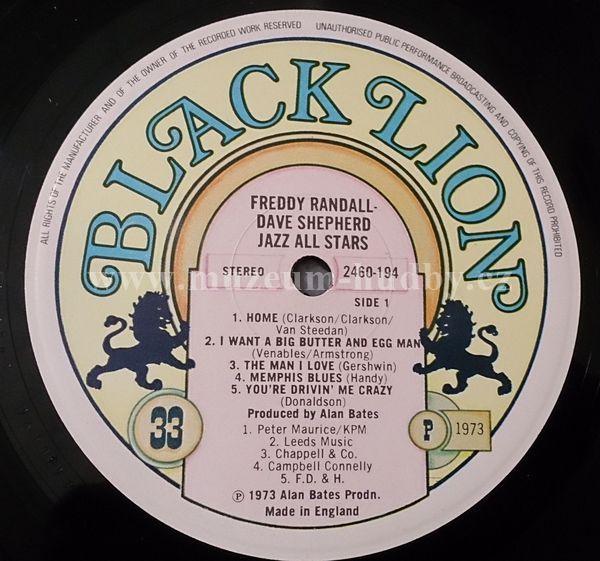 ALL RIGHTS OF THE MANUFACTURER AND OF THE OWNER OF THE RECORDED WORK RESERVED
UNAUTHORISED PUBLIC PERFORMANCE BROADCASTING AND COPYING OF THIS RECORD PROHIBITED
BLACK LION
FREDDY RANDALL-
DAVE SHEPHERD
JAZZ ALL STARS
STEREO 2460-194
www.muzeum-hudby.cz
SIDE 1
1. HOME (Clarkson/Clarkson/
Van Steedan)
2. I WANT A BIG BUTTER AND EGG MAN
(Venables/Armstrong)
3. THE MAN I LOVE (Gershwin)
4. MEMPHIS BLUES (Handy)
5. YOU'RE DRIVIN' ME CRAZY
(Donaldson)
Produced by Alan Bates
33
P 1973
1. Peter Maurice/KPM
2. Leeds Music
3. Chappell & Co.
4. Campbell Connelly
5. F.D. & H.
℗ 1973 Alan Bates Prodn.
Made in England